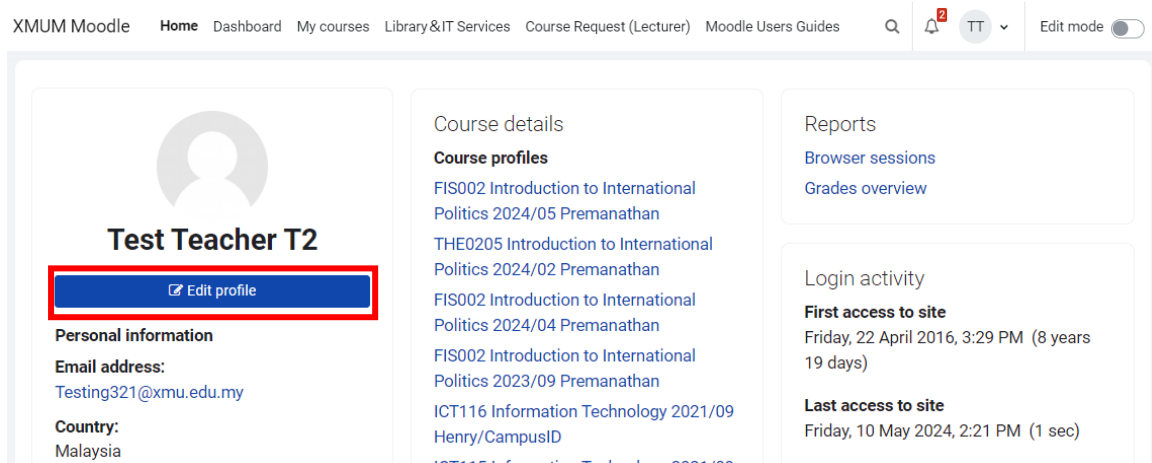 XMUM Moodle Home Dashboard My courses Library&IT Services Course Request (Lecturer) Moodle Users Guides 2 TT Edit mode
Test Teacher T2
Edit profile
Personal information
Email address:
Testing321@xmu.edu.my
Country:
Malaysia
Course details
Course profiles
FIS002 Introduction to International
Politics 2024/05 Premanathan
THE0205 Introduction to International
Politics 2024/02 Premanathan
FIS002 Introduction to International
Politics 2024/04 Premanathan
FIS002 Introduction to International
Politics 2023/09 Premanathan
ICT116 Information Technology 2021/09
Henry/CampusID
Reports
Browser sessions
Grades overview
Login activity
First access to site
Friday, 22 April 2016, 3:29 PM (8 years
19 days)
Last access to site
Friday, 10 May 2024, 2:21 PM (1 sec)